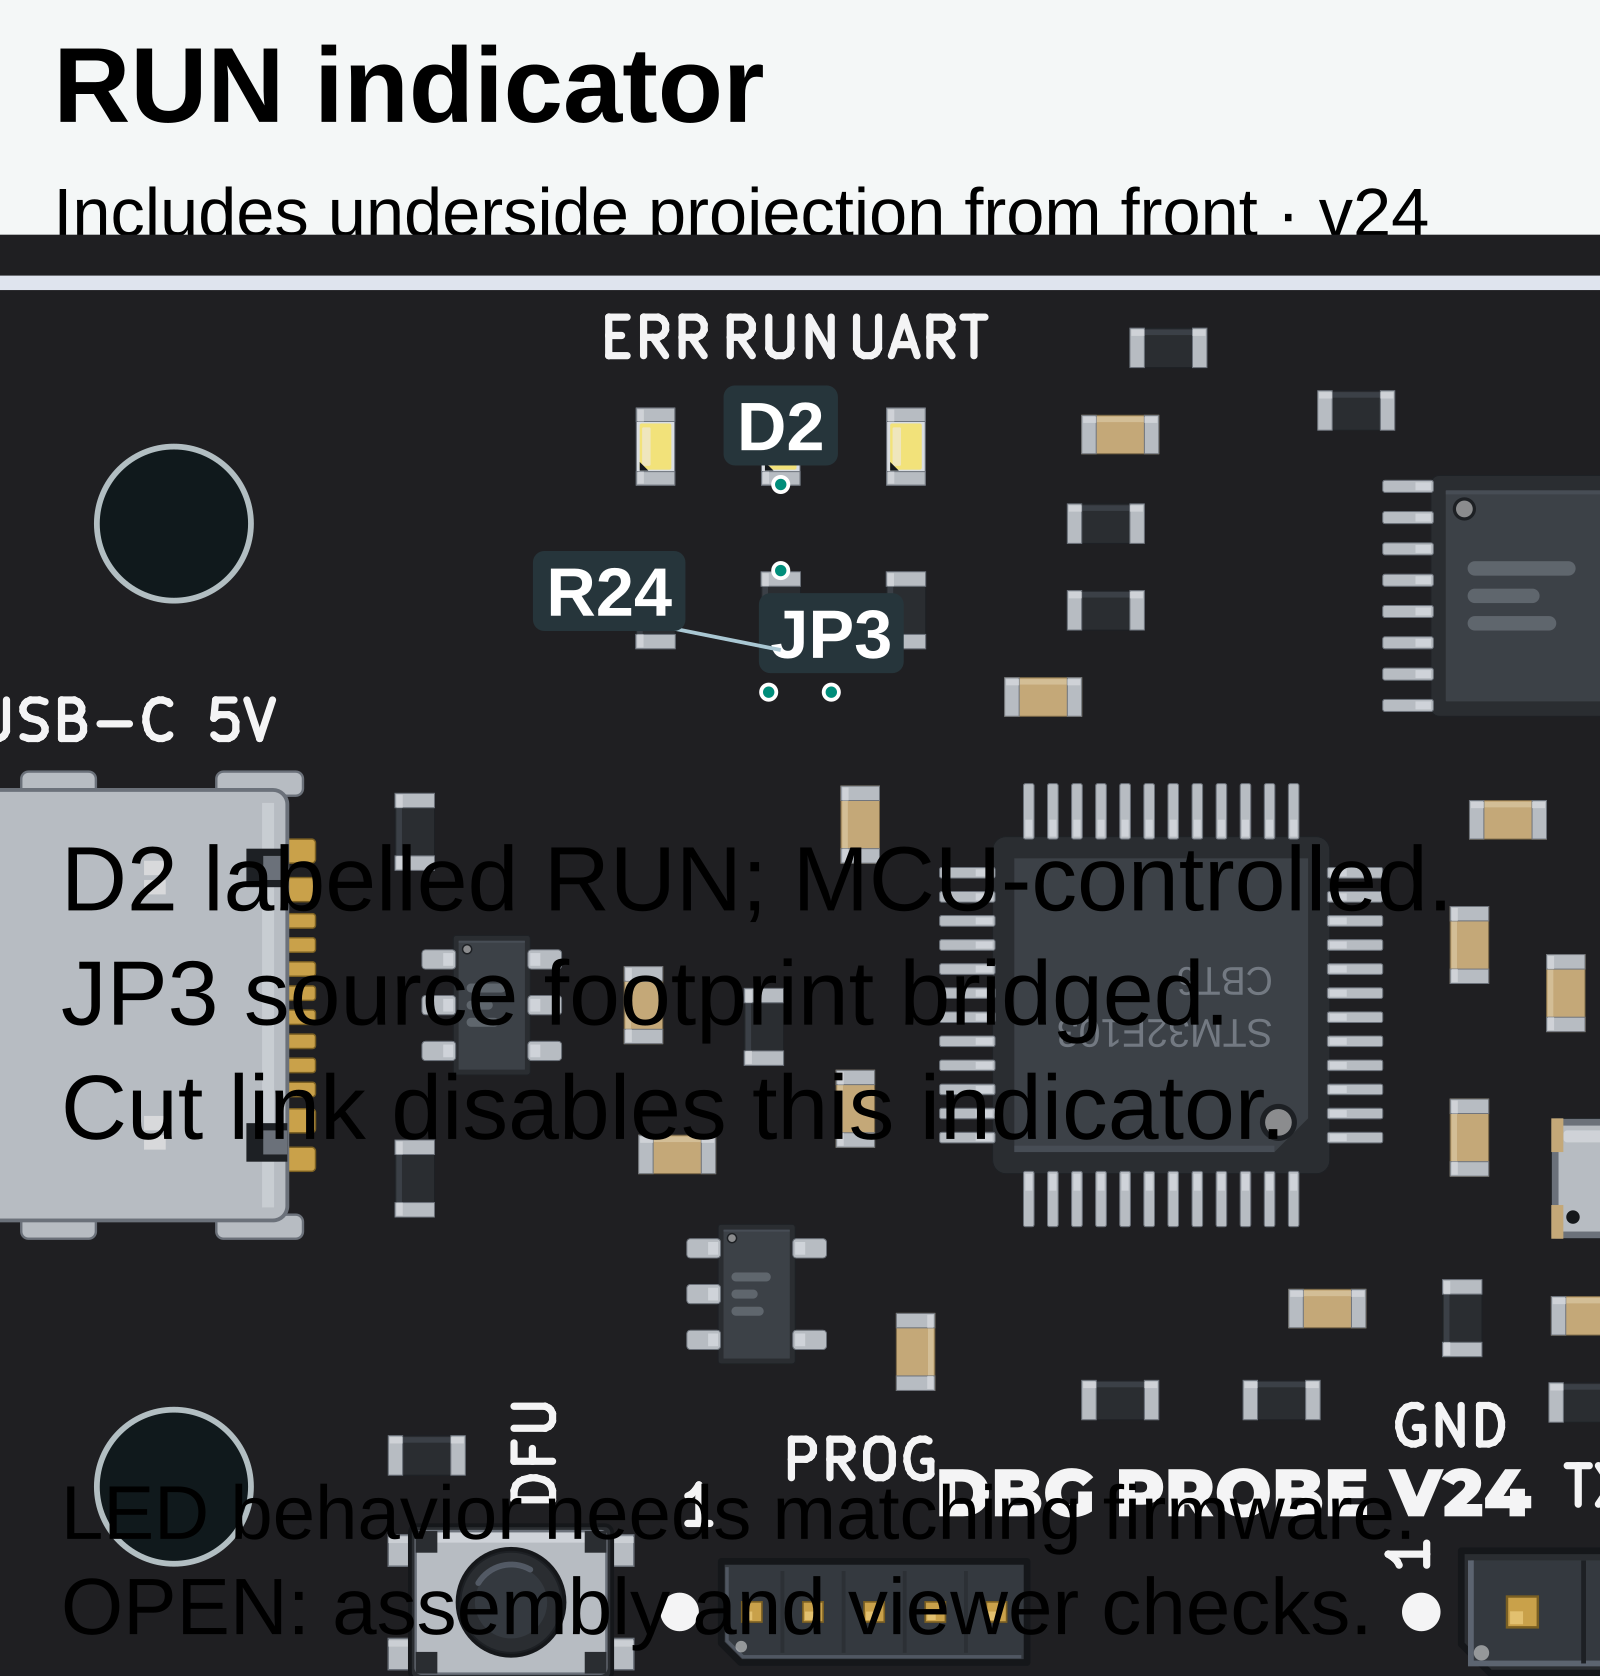 RUN indicator
Includes underside projection from front · v24
ERR RUN UART
D2
R24
JP3
USB-C 5V
D2 labelled RUN; MCU-controlled.
JP3 source footprint bridged.
Cut link disables this indicator.
CBT6
STM32F103
DFU
PROG
GND
1
DBG PROBE V24
LED behavior needs matching firmware.
1
OPEN: assembly and viewer checks.